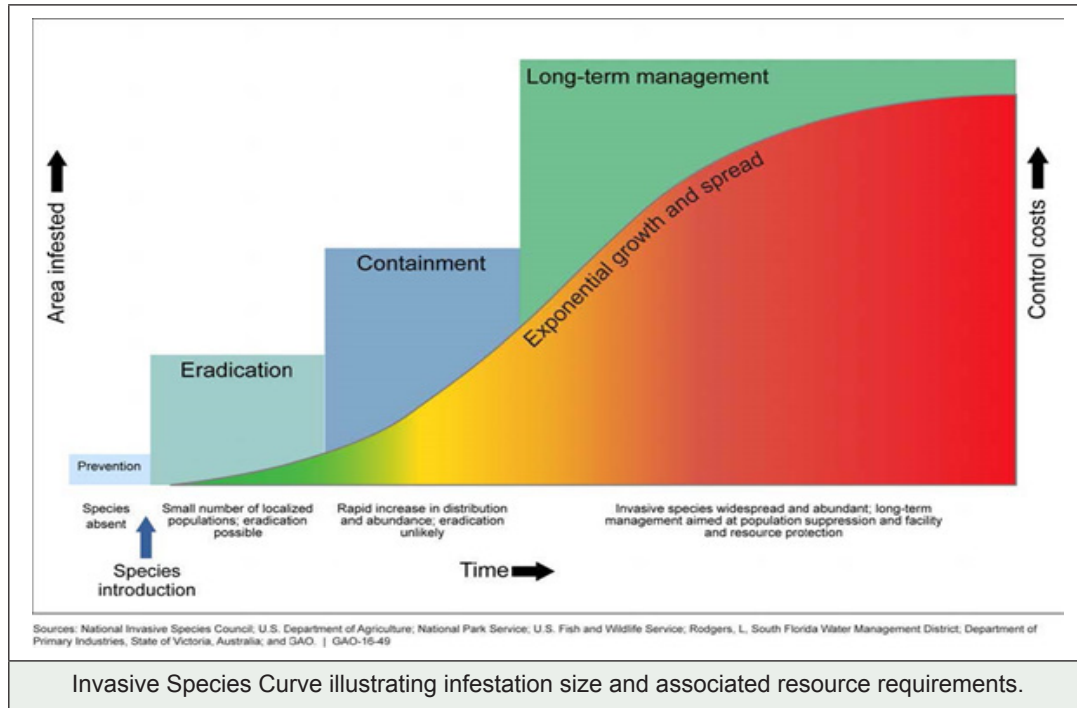 Long-term management
Area infested
Exponential growth and spread
Control costs
Containment
Eradication
Prevention
Species
absent
Small number of localized
populations; eradication
possible
Rapid increase in distribution
and abundance; eradication
unlikely
Invasive species widespread and abundant; long-term
management aimed at population suppression and facility
and resource protection
Species
introduction
Time
Sources: National Invasive Species Council; U.S. Department of Agriculture; National Park Service; U.S. Fish and Wildlife Service; Rodgers, L, South Florida Water Management District; Department of
Primary Industries, State of Victoria, Australia; and GAO. | GAO-16-49
Invasive Species Curve illustrating infestation size and associated resource requirements.